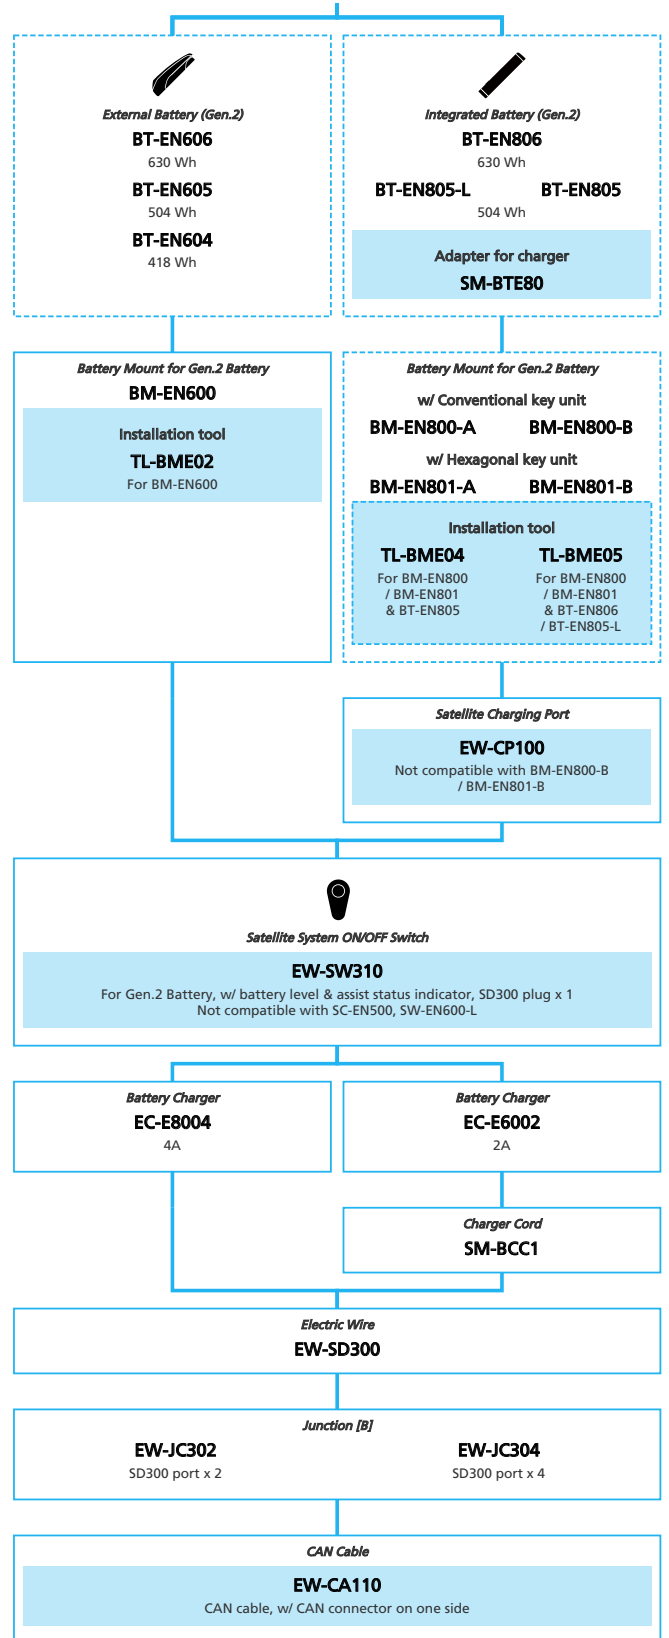 External Battery (Gen.2)
BT-EN606
630 Wh
BT-EN605
504 Wh
BT-EN604
418 Wh
Integrated Battery (Gen.2)
BT-EN806
630 Wh
BT-EN805-L BT-EN805
504 Wh
Adapter for charger
SM-BTE80
Battery Mount for Gen.2 Battery
BM-EN600
Installation tool
TL-BME02
For BM-EN600
Battery Mount for Gen.2 Battery
w/ Conventional key unit
BM-EN800-A BM-EN800-B
w/ Hexagonal key unit
BM-EN801-A BM-EN801-B
Installation tool
TL-BME04
For BM-EN800
/ BM-EN801
& BT-EN805
TL-BME05
For BM-EN800
/ BM-EN801
& BT-EN806
/ BT-EN805-L
Satellite Charging Port
EW-CP100
Not compatible with BM-EN800-B
/ BM-EN801-B
Satellite System ON/OFF Switch
EW-SW310
For Gen.2 Battery, w/ battery level & assist status indicator, SD300 plug x 1
Not compatible with SC-EN500, SW-EN600-L
Battery Charger
EC-E8004
4A
Battery Charger
EC-E6002
2A
Charger Cord
SM-BCC1
Electric Wire
EW-SD300
Junction [B]
EW-JC302
SD300 port x 2
EW-JC304
SD300 port x 4
CAN Cable
EW-CA110
CAN cable, w/ CAN connector on one side